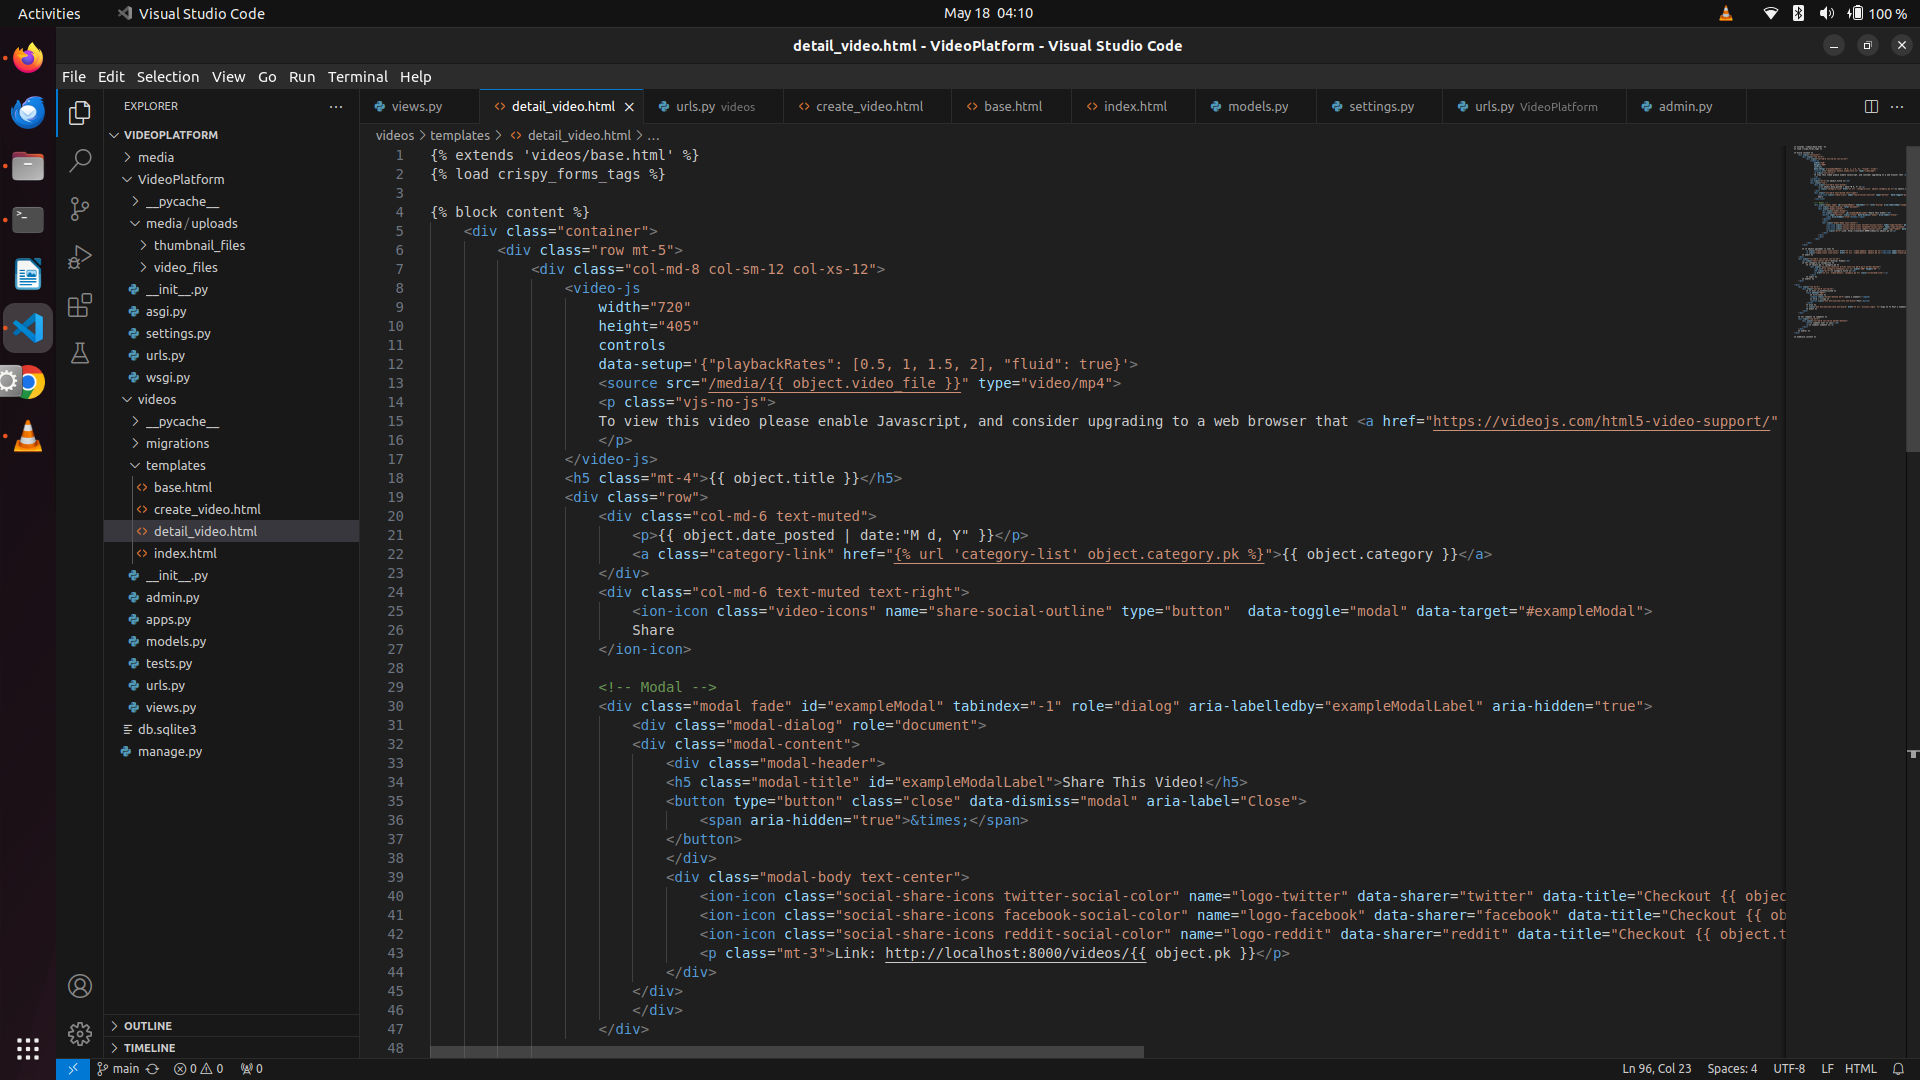 Activities
Visual Studio Code
May 18 04:10
100 %
detail_video.html - VideoPlatform - Visual Studio Code
File Edit Selection View Go Run Terminal Help
EXPLORER
VIDEOPLATFORM
media
VideoPlatform
__pycache__
media/uploads
thumbnail_files
video_files
__init__.py
asgi.py
settings.py
urls.py
wsgi.py
videos
__pycache__
migrations
templates
base.html
create_video.html
detail_video.html
index.html
__init__.py
admin.py
apps.py
models.py
tests.py
urls.py
views.py
db.sqlite3
manage.py
OUTLINE
TIMELINE
views.py detail_video.html urls.py videos create_video.html base.html index.html models.py settings.py urls.py VideoPlatform admin.py
videos > templates > detail_video.html > ...
1 {% extends 'videos/base.html' %}
2 {% load crispy_forms_tags %}
3
4 {% block content %}
5 <div class="container">
6 <div class="row mt-5">
7 <div class="col-md-8 col-sm-12 col-xs-12">
8 <video-js
9 width="720"
10 height="405"
11 controls
12 data-setup='{"playbackRates": [0.5, 1, 1.5, 2], "fluid": true}'>
13 <source src="/media/{{ object.video_file }}" type="video/mp4">
14 <p class="vjs-no-js">
15 To view this video please enable Javascript, and consider upgrading to a web browser that <a href="https://videojs.com/html5-video-support/"
16 </p>
17 </video-js>
18 <h5 class="mt-4">{{ object.title }}</h5>
19 <div class="row">
20 <div class="col-md-6 text-muted">
21 <p>{{ object.date_posted | date:"M d, Y" }}</p>
22 <a class="category-link" href="{% url 'category-list' object.category.pk %}">{{ object.category }}</a>
23 </div>
24 <div class="col-md-6 text-muted text-right">
25 <ion-icon class="video-icons" name="share-social-outline" type="button"  data-toggle="modal" data-target="#exampleModal">
26 Share
27 </ion-icon>
28
29 <!-- Modal -->
30 <div class="modal fade" id="exampleModal" tabindex="-1" role="dialog" aria-labelledby="exampleModalLabel" aria-hidden="true">
31 <div class="modal-dialog" role="document">
32 <div class="modal-content">
33 <div class="modal-header">
34 <h5 class="modal-title" id="exampleModalLabel">Share This Video!</h5>
35 <button type="button" class="close" data-dismiss="modal" aria-label="Close">
36 <span aria-hidden="true">&times;</span>
37 </button>
38 </div>
39 <div class="modal-body text-center">
40 <ion-icon class="social-share-icons twitter-social-color" name="logo-twitter" data-sharer="twitter" data-title="Checkout {{ objec
41 <ion-icon class="social-share-icons facebook-social-color" name="logo-facebook" data-sharer="facebook" data-title="Checkout {{ ob
42 <ion-icon class="social-share-icons reddit-social-color" name="logo-reddit" data-sharer="reddit" data-title="Checkout {{ object.t
43 <p class="mt-3">Link: http://localhost:8000/videos/{{ object.pk }}</p>
44 </div>
45 </div>
46 </div>
47 </div>
48
main 0 0 0
Ln 96, Col 23 Spaces: 4 UTF-8 LF HTML